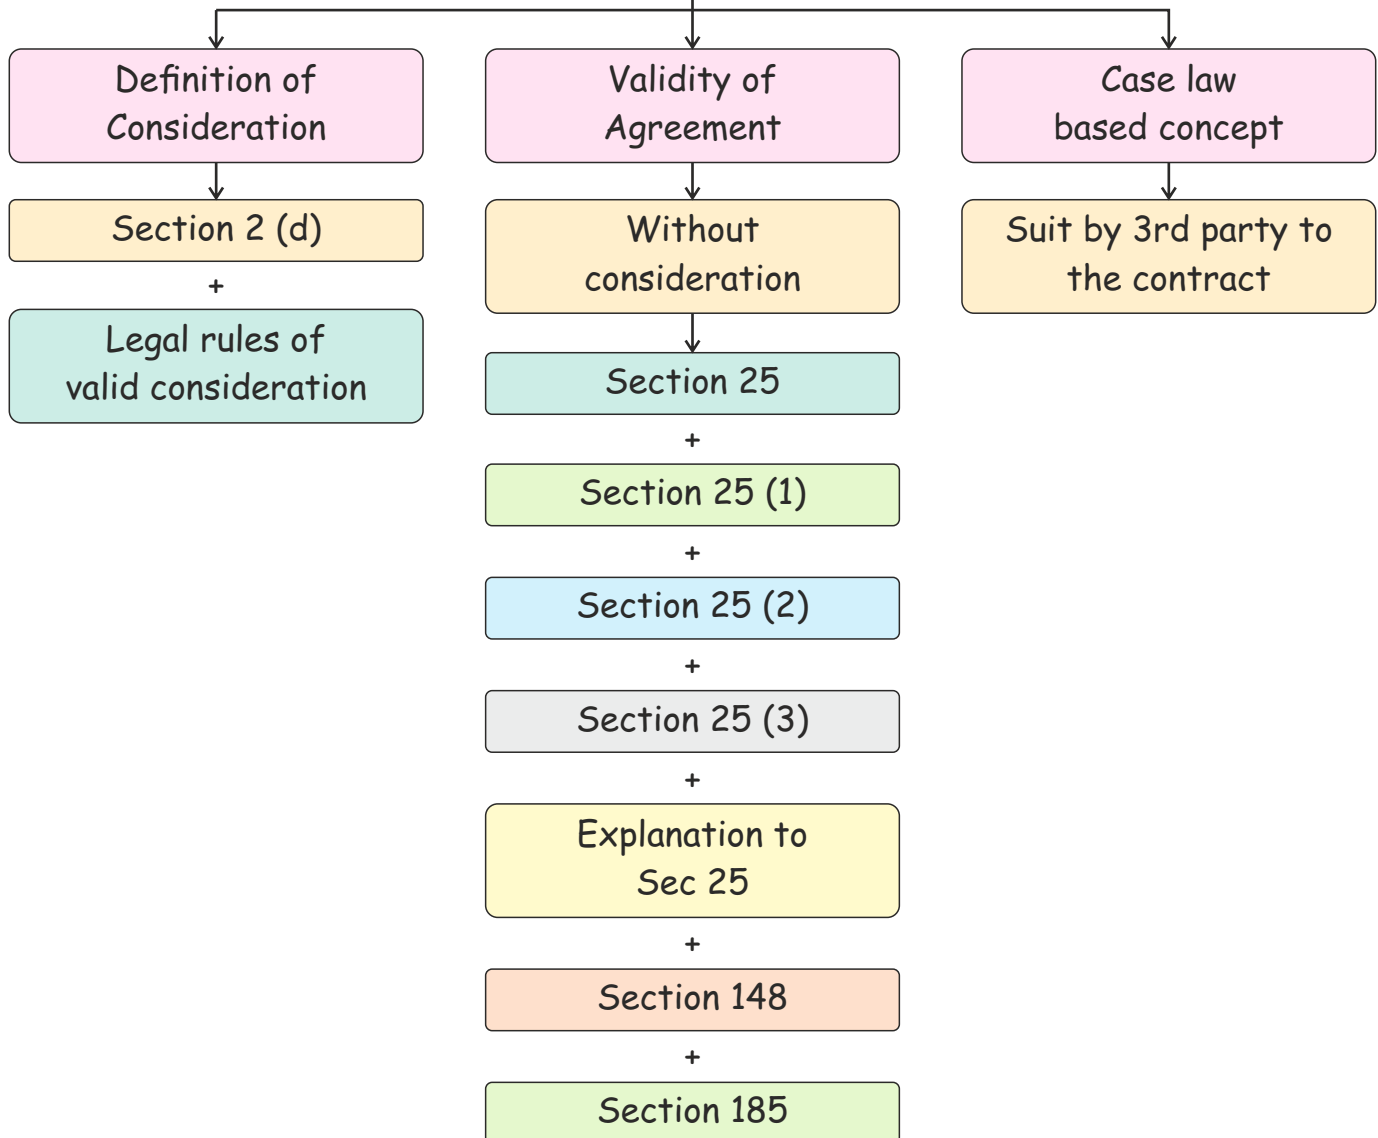 Definition of
Consideration
Section 2 (d)
+
Legal rules of
valid consideration
Validity of
Agreement
Without
consideration
Section 25
+
Section 25 (1)
+
Section 25 (2)
+
Section 25 (3)
+
Explanation to
Sec 25
+
Section 148
+
Section 185
Case law
based concept
Suit by 3rd party to
the contract